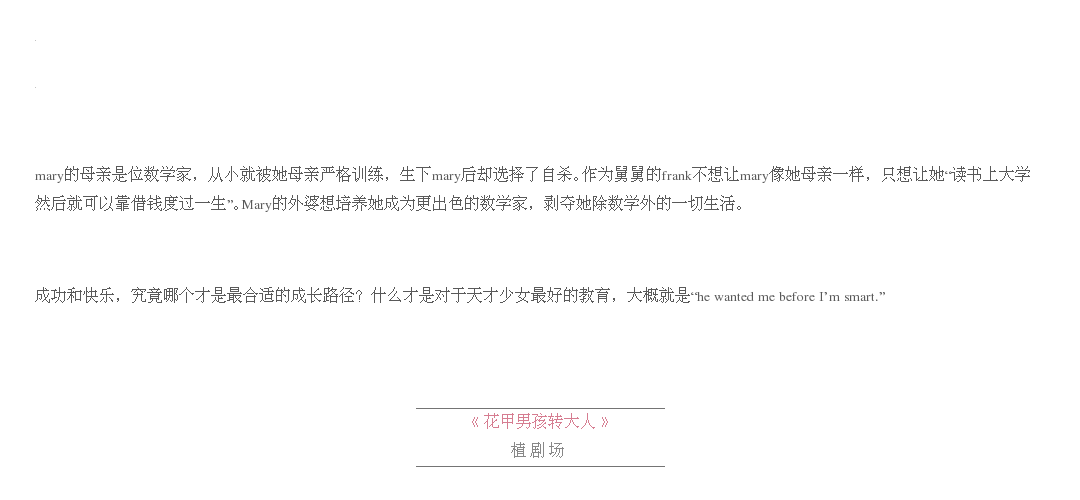 mary的母亲是位数学家，从小就被她母亲严格训练，生下mary后却选择了自杀。作为舅舅的frank不想让mary像她母亲一样，只想让她“读书上大学
然后就可以靠借钱度过一生”。Mary的外婆想培养她成为更出色的数学家，剥夺她除数学外的一切生活。
成功和快乐，究竟哪个才是最合适的成长路径？什么才是对于天才少女最好的教育，大概就是“he wanted me before I’m smart.”
《 花甲男孩转大人 》
植 剧 场